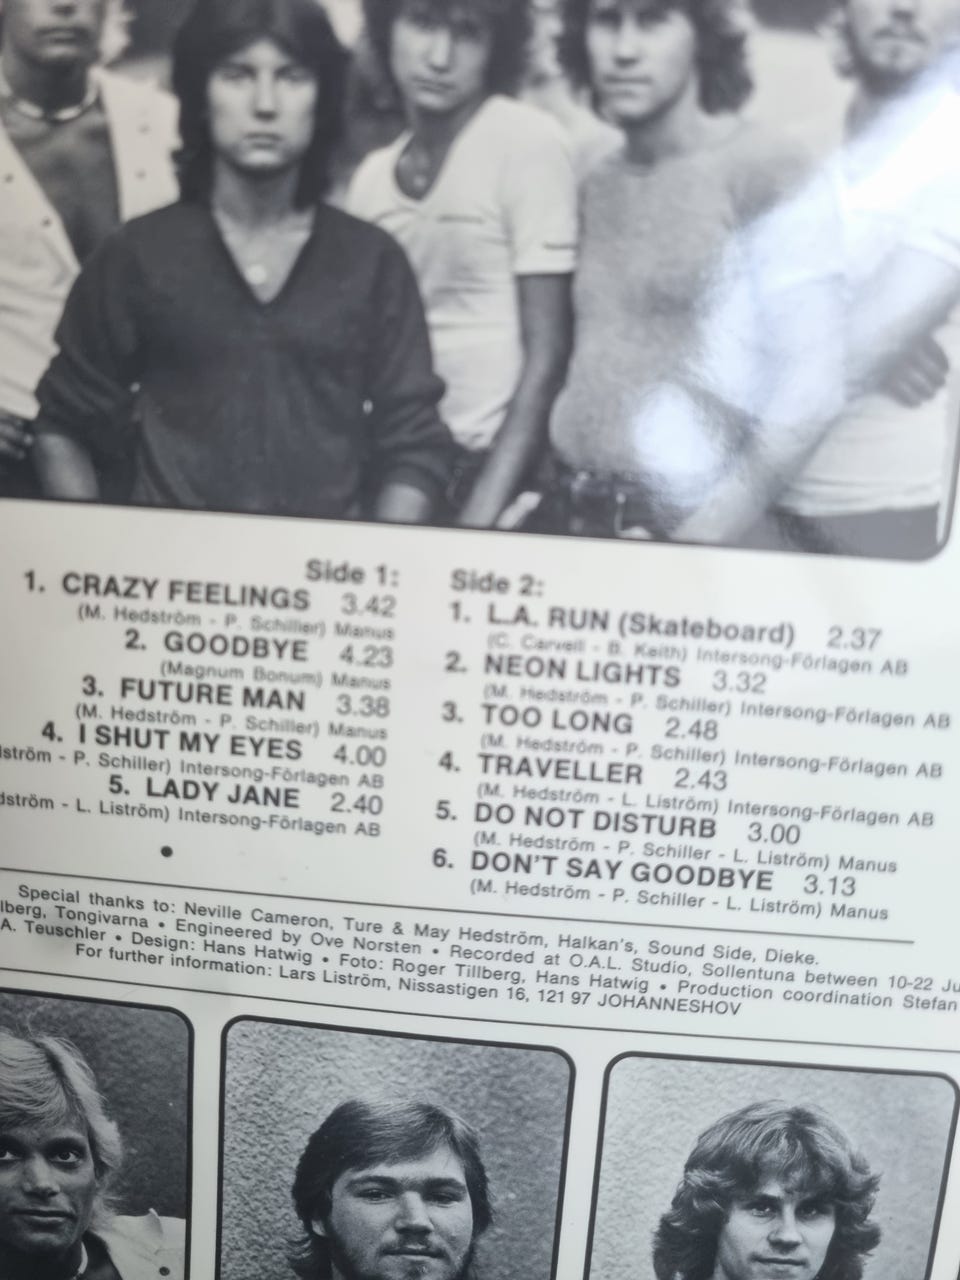 Side 1:
1. CRAZY FEELINGS 3.42
(M. Hedström - P. Schiller) Manus
2. GOODBYE 4.23
(Magnum Bonum) Manus
3. FUTURE MAN 3.38
(M. Hedström - P. Schiller) Manus
4. I SHUT MY EYES 4.00
ström - P. Schiller) Intersong-Förlagen AB
5. LADY JANE 2.40
dström - L. Liström) Intersong-Förlagen AB
Side 2:
1. L.A. RUN (Skateboard) 2.37
(C. Carvell - B. Keith) Intersong-Förlagen AB
2. NEON LIGHTS 3.32
(M. Hedström - P. Schiller) Intersong-Förlagen AB
3. TOO LONG 2.48
(M. Hedström - P. Schiller) Intersong-Förlagen AB
4. TRAVELLER 2.43
(M. Hedström - L. Liström) Intersong-Förlagen AB
5. DO NOT DISTURB 3.00
(M. Hedström - P. Schiller - L. Liström) Manus
6. DON'T SAY GOODBYE 3.13
(M. Hedström - P. Schiller - L. Liström) Manus
Special thanks to: Neville Cameron, Ture & May Hedström, Halkan's, Sound Side, Dieke.
lberg, Tongivarna • Engineered by Ove Norsten • Recorded at O.A.L. Studio, Sollentuna between 10-22 Ju
A. Teuschler • Design: Hans Hatwig • Foto: Roger Tillberg, Hans Hatwig • Production coordination Stefan
For further information: Lars Liström, Nissastigen 16, 121 97 JOHANNESHOV